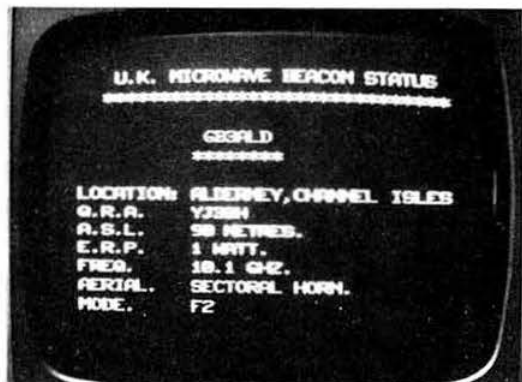 U.K. MICROWAVE BEACON STATUS
******************************
GB3ALD
********
LOCATION: ALDERNEY,CHANNEL ISLES
Q.R.A. YJ30H
A.S.L. 90 METRES.
E.R.P. 1 WATT.
FREQ. 10.1 GHZ.
AERIAL. SECTORAL HORN.
MODE. F2